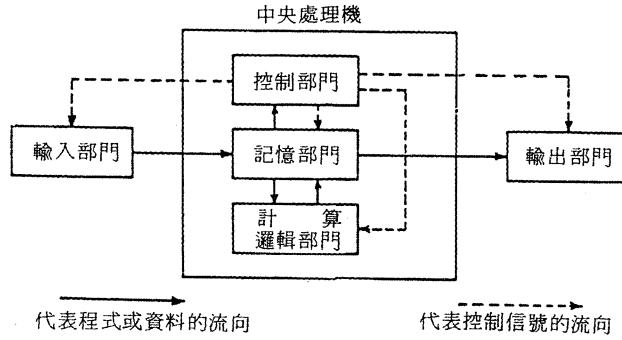 中央處理機
控制部門
輸入部門
記憶部門
輸出部門
計 算
邏輯部門
代表程式或資料的流向
代表控制信號的流向